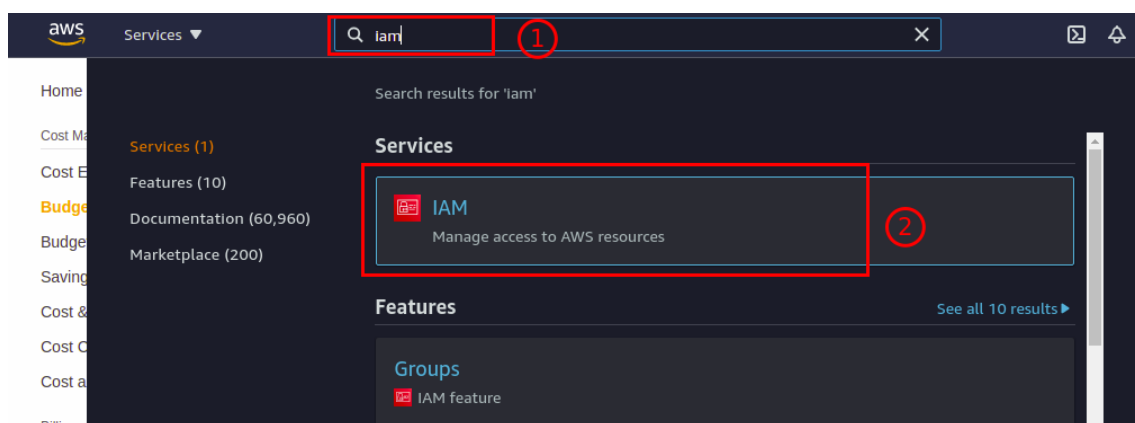 aws
Services ▼
iam
1
Home
Cost Ma
Cost E
Budge
Budge
Saving
Cost &
Cost C
Cost a
Search results for 'iam'
Services (1)
Features (10)
Documentation (60,960)
Marketplace (200)
Services
IAM
Manage access to AWS resources
2
Features
See all 10 results
Groups
IAM feature